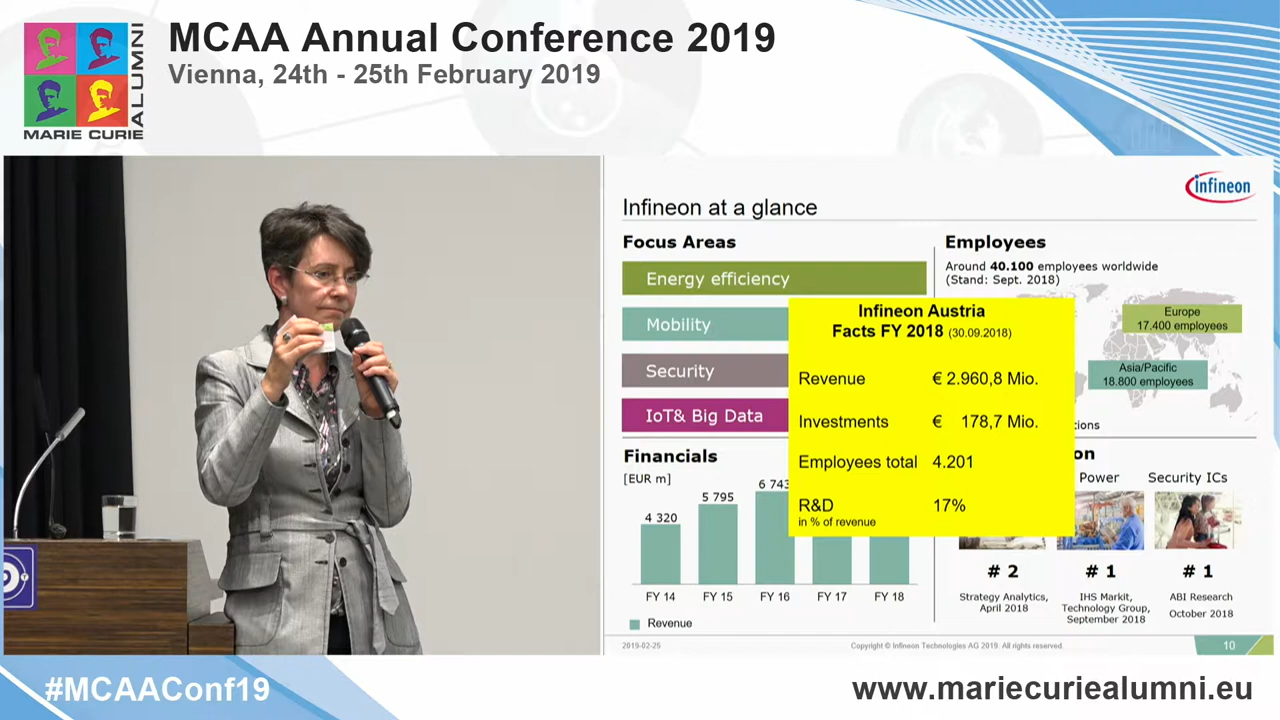 MCAA Annual Conference 2019
Vienna, 24th - 25th February 2019
MARIE CURIE
ALUMNI
infineon
Infineon at a glance
Focus Areas
Energy efficiency
Mobility
Security
IoT& Big Data
Employees
Around 40.100 employees worldwide
(Stand: Sept. 2018)
Europe
17.400 employees
Asia/Pacific
18.800 employees
Infineon Austria
Facts FY 2018 (30.09.2018)
Revenue € 2.960,8 Mio.
Investments € 178,7 Mio.
Employees total 4.201
R&D 17%
in % of revenue
Financials
[EUR m]
4 320
5 795
6 743
FY 14
FY 15
FY 16
FY 17
FY 18
Revenue
Power
Security ICs
# 2
# 1
# 1
Strategy Analytics,
April 2018
IHS Markit,
Technology Group,
September 2018
ABI Research
October 2018
2019-02-25
Copyright © Infineon Technologies AG 2019. All rights reserved.
10
#MCAAConf19
www.mariecuriealumni.eu